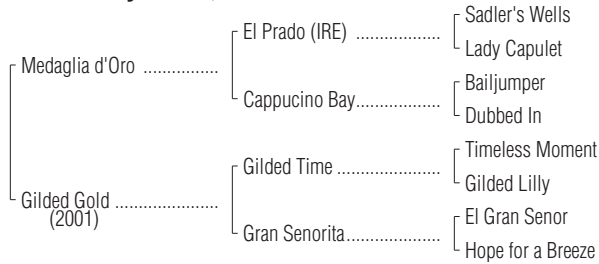 Sadler's Wells
El Prado (IRE) ..................
Lady Capulet
Medaglia d'Oro ................
Bailjumper
Cappucino Bay....................
Dubbed In
Timeless Moment
Gilded Time ......................
Gilded Lilly
Gilded Gold ......................
(2001)
El Gran Senor
Gran Senorita....................
Hope for a Breeze